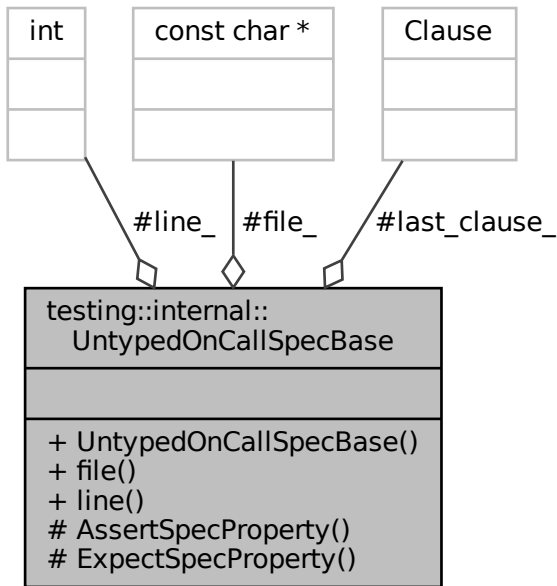 int
const char *
Clause
#line_
#file_
#last_clause_
testing::internal::
UntypedOnCallSpecBase
+ UntypedOnCallSpecBase()
+ file()
+ line()
# AssertSpecProperty()
# ExpectSpecProperty()